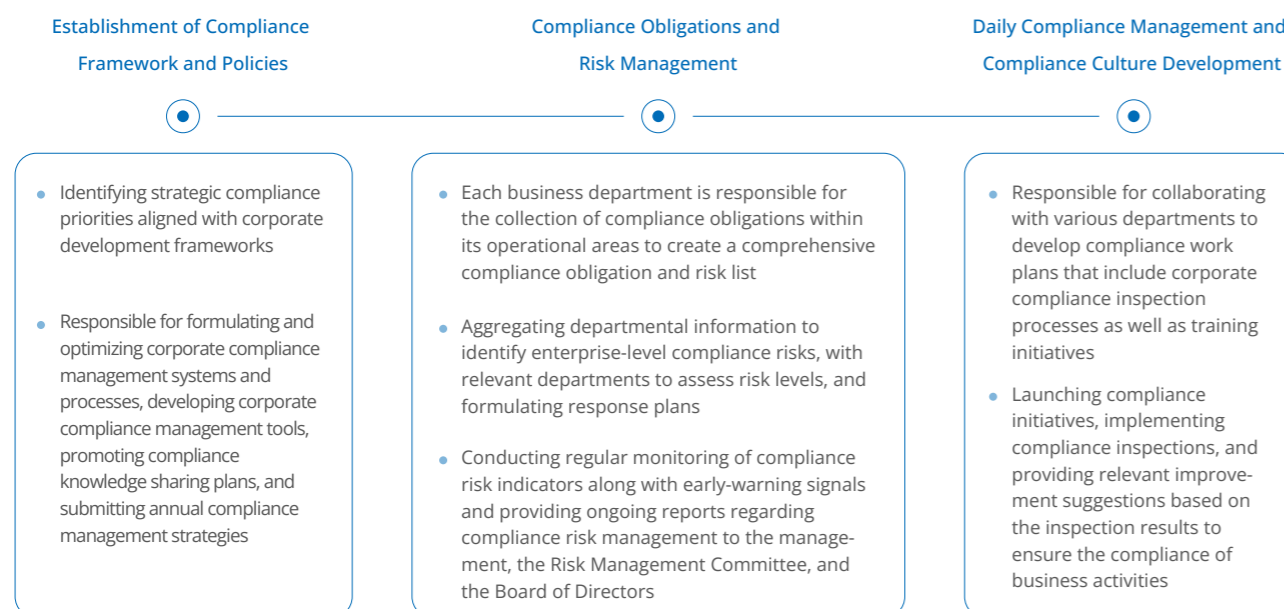 Establishment of Compliance
Framework and Policies
Identifying strategic compliance
priorities aligned with corporate
development frameworks
Responsible for formulating and
optimizing corporate compliance
management systems and
processes, developing corporate
compliance management tools,
promoting compliance
knowledge sharing plans, and
submitting annual compliance
management strategies
Compliance Obligations and
Risk Management
Each business department is responsible for
the collection of compliance obligations within
its operational areas to create a comprehensive
compliance obligation and risk list
Aggregating departmental information to
identify enterprise-level compliance risks, with
relevant departments to assess risk levels, and
formulating response plans
Conducting regular monitoring of compliance
risk indicators along with early-warning signals
and providing ongoing reports regarding
compliance risk management to the manage-
ment, the Risk Management Committee, and
the Board of Directors
Daily Compliance Management and
Compliance Culture Development
Responsible for collaborating
with various departments to
develop compliance work
plans that include corporate
compliance inspection
processes as well as training
initiatives
Launching compliance
initiatives, implementing
compliance inspections, and
providing relevant improve-
ment suggestions based on
the inspection results to
ensure the compliance of
business activities